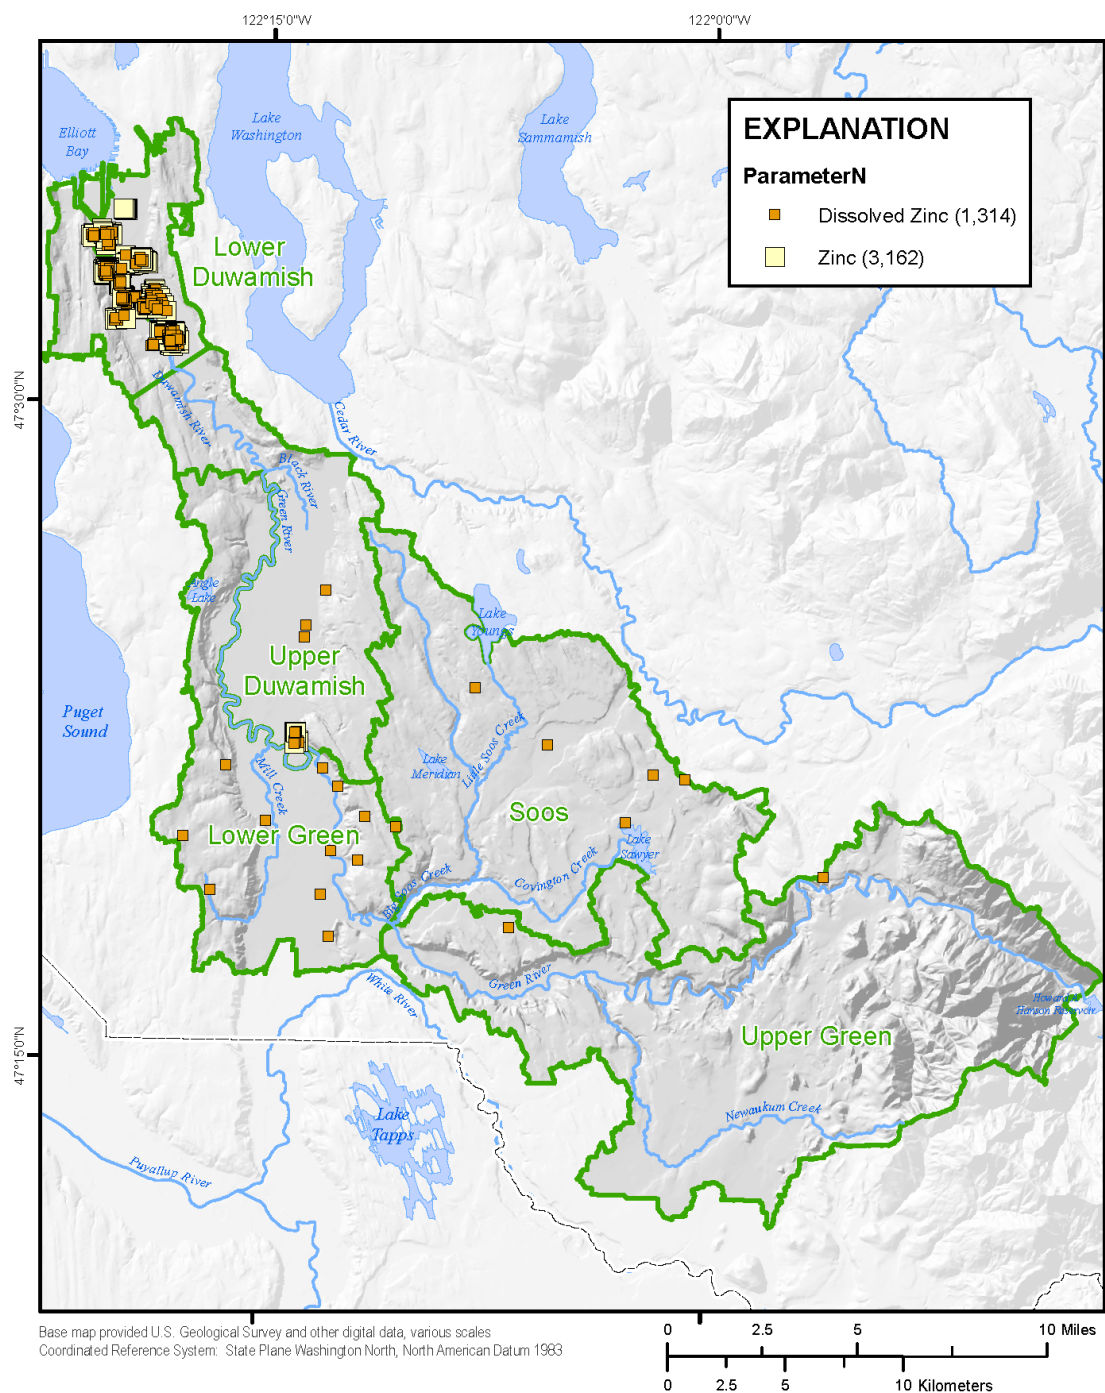 122°15'0"W
122°0'0"W
Elliott
Bay
Lake
Washington
Lake
Sammamish
EXPLANATION
ParameterN
Dissolved Zinc (1,314)
Zinc (3,162)
Lower
Duwamish
47°30'0"N
Duwamish River
Cedar River
Black River
Green River
Angle
Lake
Lake
Youngs
Upper
Duwamish
Puget
Sound
Lake
Meridian
Little Soos Creek
Mill Creek
Soos
Lower Green
Lake
Sawyer
Covington Creek
Big Soos Creek
Green River
White River
Howard A
Hanson Reservoir
Upper Green
47°15'0"N
Newaukum Creek
Lake
Tapps
Puyallup River
Base map provided U.S. Geological Survey and other digital data, various scales
Coordinated Reference System: State Plane Washington North, North American Datum 1983
0 2.5 5 10 Miles
0 2.5 5 10 Kilometers